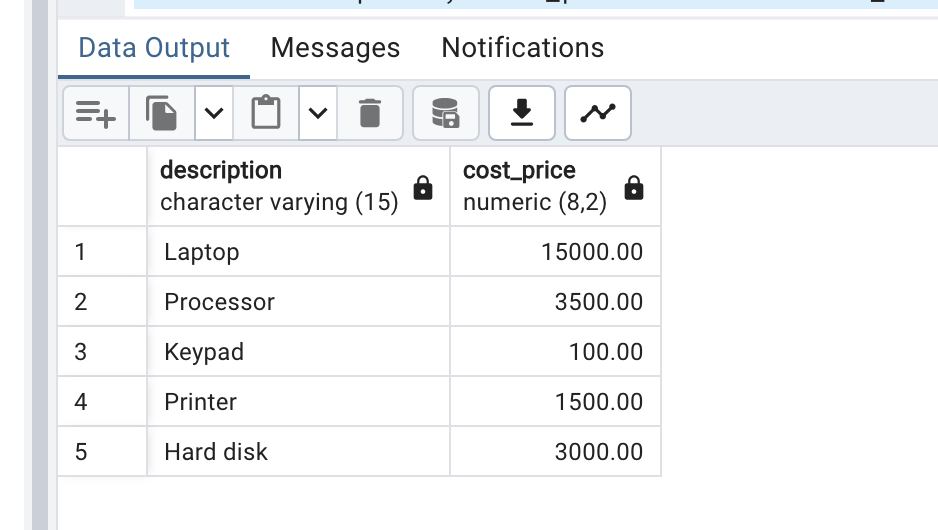 Data Output Messages Notifications
description cost_price
character varying (15) numeric (8,2)
1 Laptop 15000.00
2 Processor 3500.00
3 Keypad 100.00
4 Printer 1500.00
5 Hard disk 3000.00